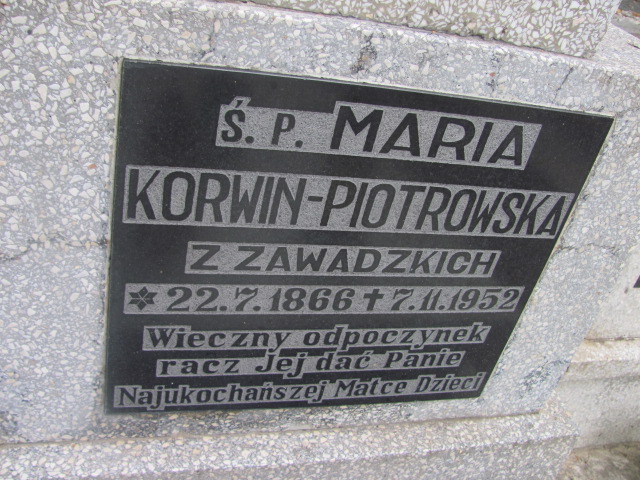 Ś. P. MARIA
KORWIN-PIOTROWSKA
Z ZAWADZKICH
✶ 22.7.1866 ✝ 7.11.1952
Wieczny odpoczynek
racz Jej dać Panie
Najukochańszej Matce Dzieci